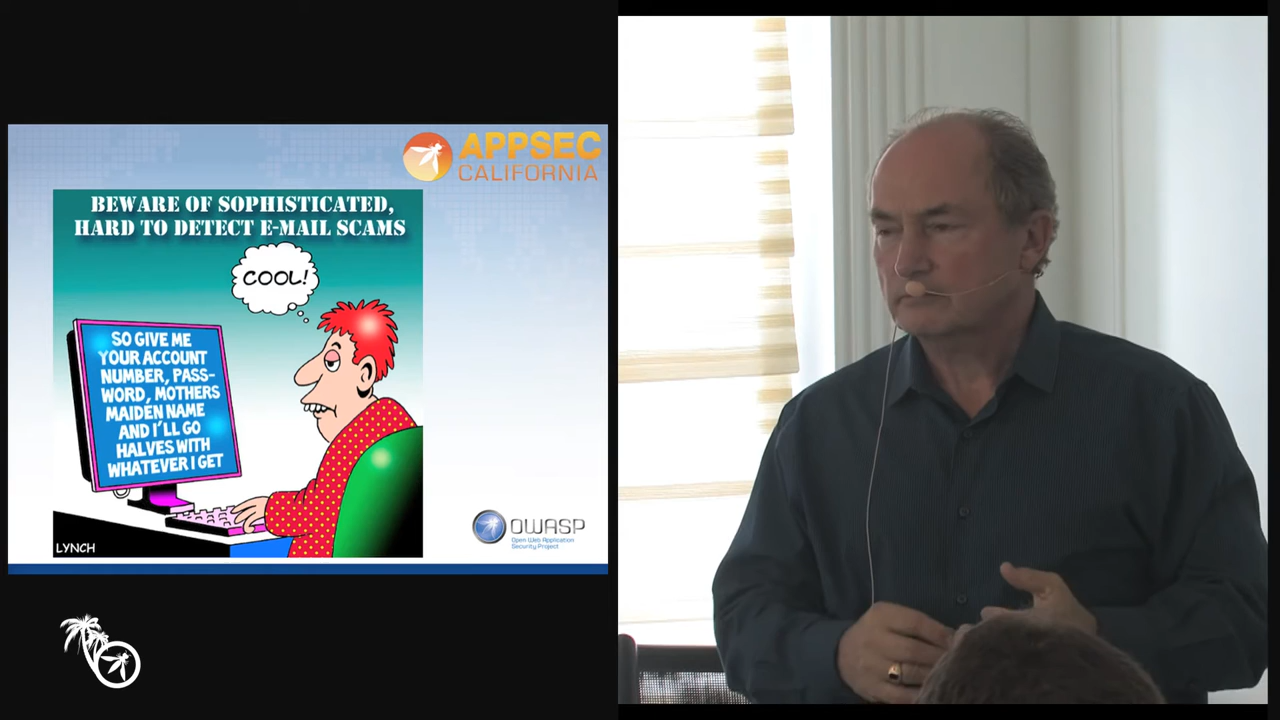 APPSEC
CALIFORNIA
BEWARE OF SOPHISTICATED,
HARD TO DETECT E-MAIL SCAMS
COOL!
SO GIVE ME
YOUR ACCOUNT
NUMBER, PASS-
WORD, MOTHERS
MAIDEN NAME
AND I'LL GO
HALVES WITH
WHATEVER I GET
LYNCH
OWASP
Open Web Application
Security Project